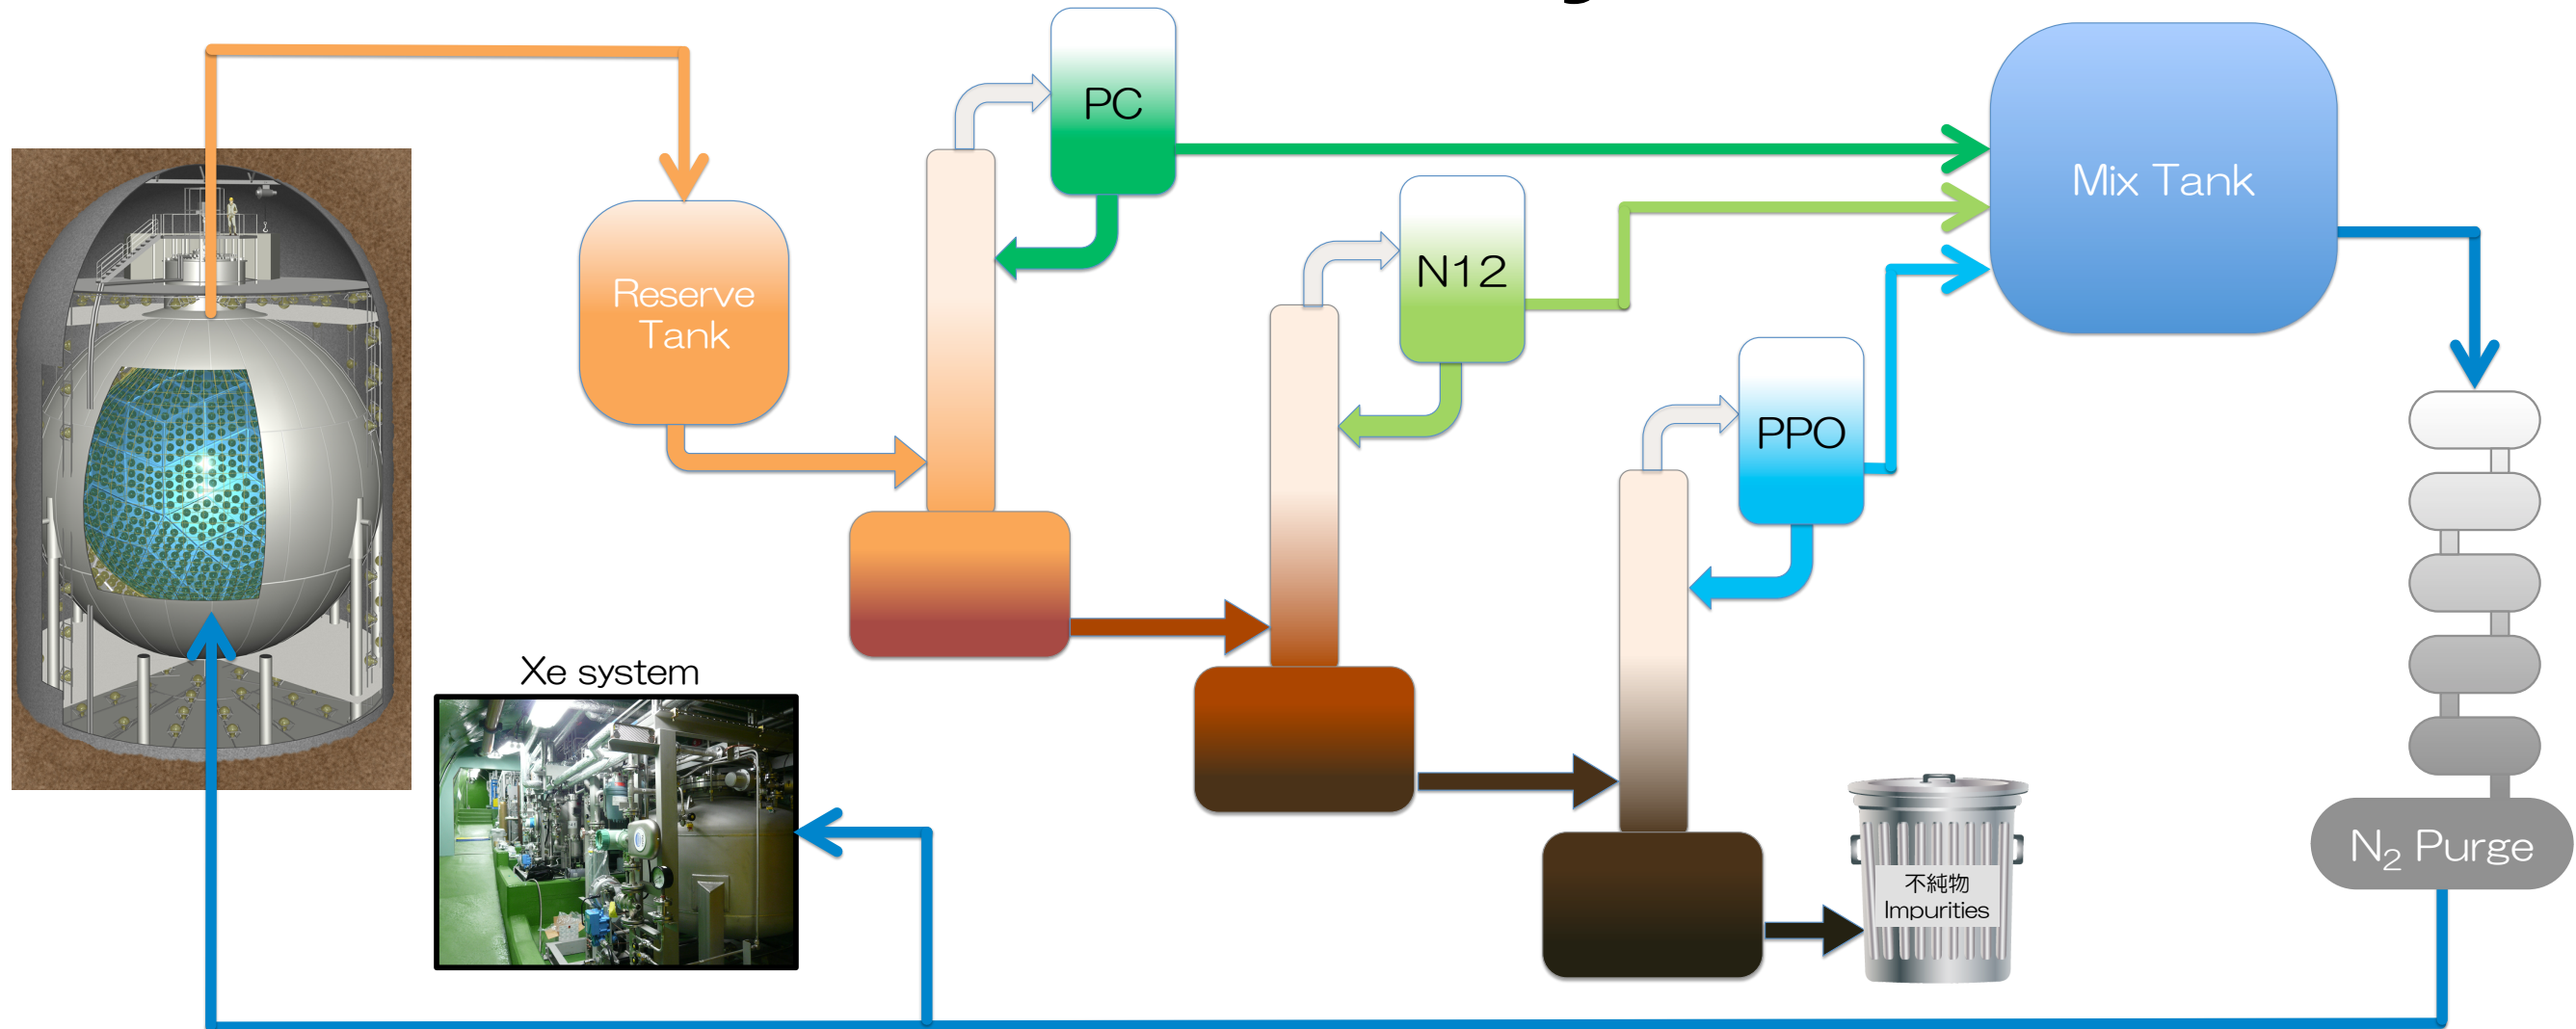 PC
Mix Tank
N12
Reserve
Tank
PPO
Xe system
N₂ Purge
不純物
Impurities